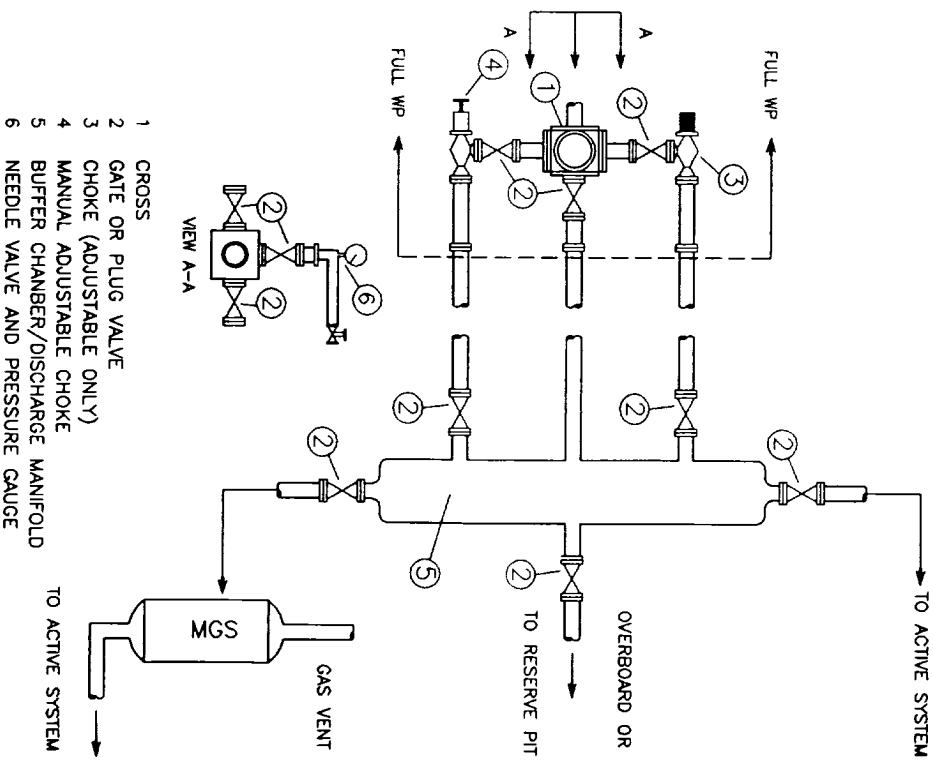 A
A
FULL WP
FULL WP
4
1
2
3
2
2
2
2
2
2
2
5
TO ACTIVE SYSTEM
OVERBOARD OR
TO RESERVE PIT
MGS
GAS VENT
TO ACTIVE SYSTEM
2
2
2
6
VIEW A-A
1 CROSS
2 GATE OR PLUG VALVE
3 CHOKE (ADJUSTABLE ONLY)
4 MANUAL ADJUSTABLE CHOKE
5 BUFFER CHANBER/DISCHARGE MANIFOLD
6 NEEDLE VALVE AND PRESSURE GAUGE